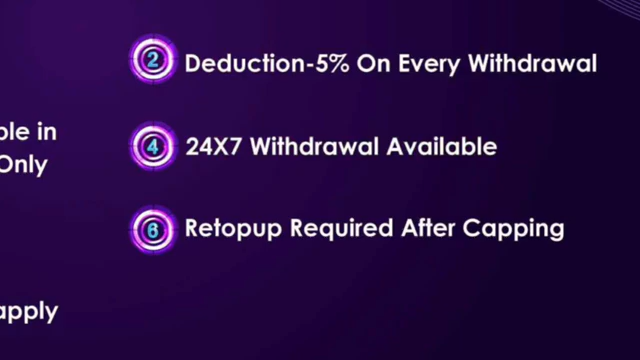 2 Deduction-5% On Every Withdrawal
ble in
Only
4 24X7 Withdrawal Available
6 Retopup Required After Capping
apply